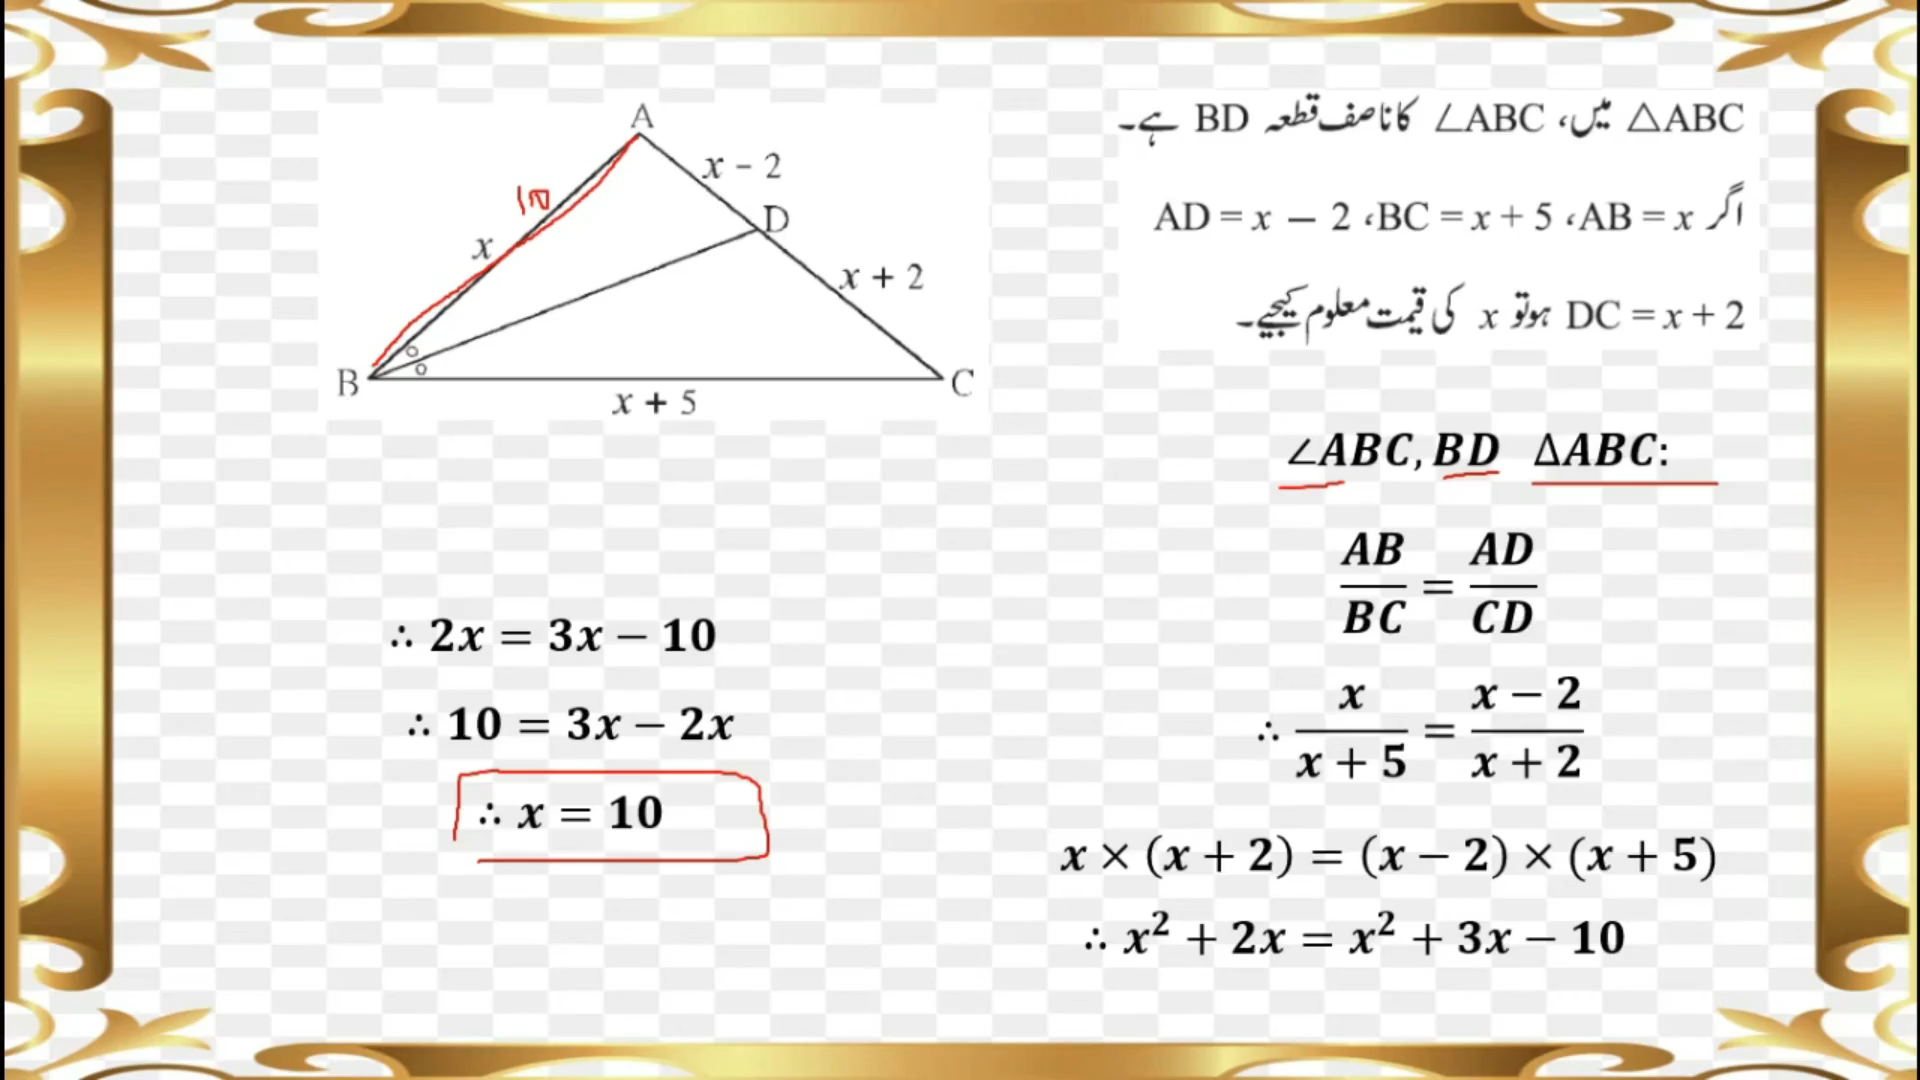 △ABC میں، ∠ABC کا ناصف قطعہ BD ہے۔
اگر AB = x، BC = x + 5، AD = x – 2
DC = x + 2 ہو تو x کی قیمت معلوم کیجیے۔
A
x – 2
10
D
x
x + 2
B
C
x + 5
∠ABC, BD ΔABC:
AB/BC = AD/CD
∴ x/(x + 5) = (x − 2)/(x + 2)
x × (x + 2) = (x − 2) × (x + 5)
∴ x² + 2x = x² + 3x − 10
∴ 2x = 3x − 10
∴ 10 = 3x − 2x
∴ x = 10